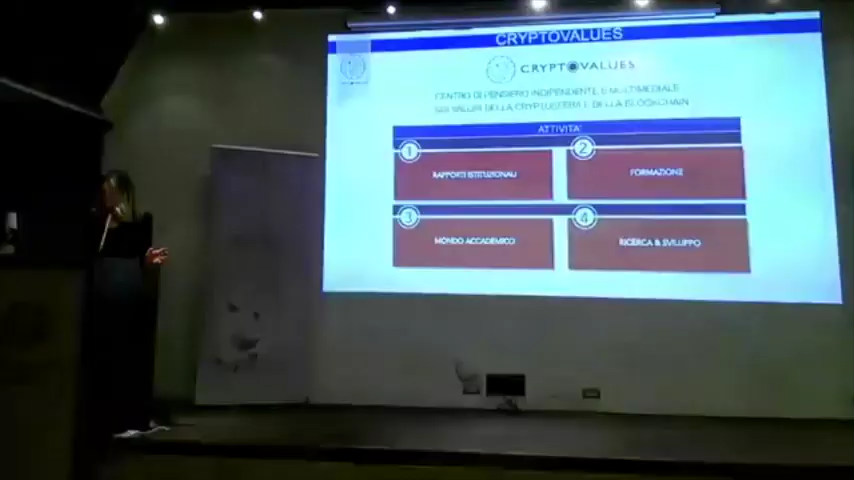 CRYPTOVALUES
CRYPTOVALUES
CENTRO DI PENSIERO INDIPENDENTE E MULTIMEDIALE
SUI VALORI DELLA CRYPTOSFERA E DELLA BLOCKCHAIN
ATTIVITA'
1
RAPPORTI ISTITUZIONALI
2
FORMAZIONE
3
MONDO ACCADEMICO
4
RICERCA & SVILUPPO